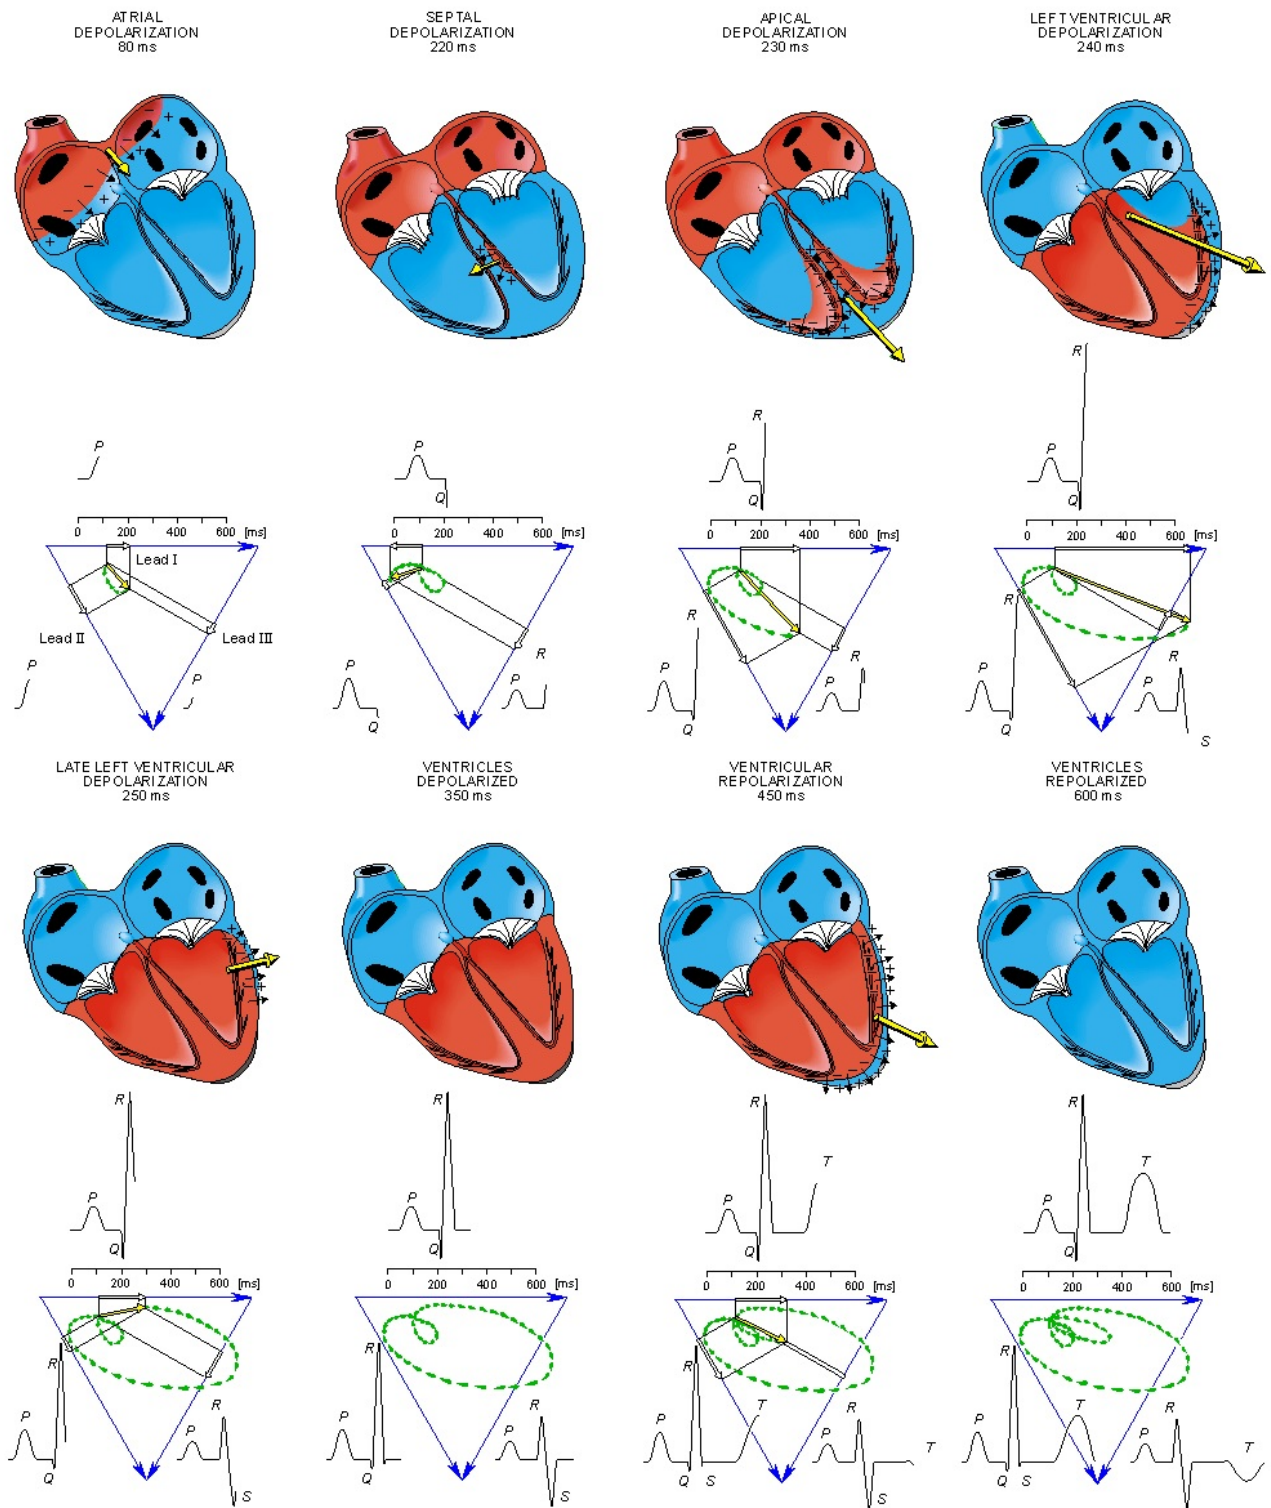 ATRIAL
DEPOLARIZATION
80 ms
SEPTAL
DEPOLARIZATION
220 ms
APICAL
DEPOLARIZATION
230 ms
LEFT VENTRICULAR
DEPOLARIZATION
240 ms
P
P
Q
R
P
Q
R
P
Q
0 200 400 600 [ms]
0 200 400 600 [ms]
0 200 400 600 [ms]
0 200 400 600 [ms]
Lead I
Lead II
Lead III
P
P
Q
R
P
R
P
Q
R
P
R
P
Q
R
P
S
LATE LEFT VENTRICULAR
DEPOLARIZATION
250 ms
VENTRICLES
DEPOLARIZED
350 ms
VENTRICULAR
REPOLARIZATION
450 ms
VENTRICLES
REPOLARIZED
600 ms
R
P
Q
R
P
Q
R
T
P
Q
R
T
P
Q
0 200 400 600 [ms]
0 200 400 600 [ms]
0 200 400 600 [ms]
0 200 400 600 [ms]
R
P
Q
R
P
S
R
P
Q
R
P
S
R
P
Q
S
T
R
P
T
R
P
Q
S
T
R
P
T